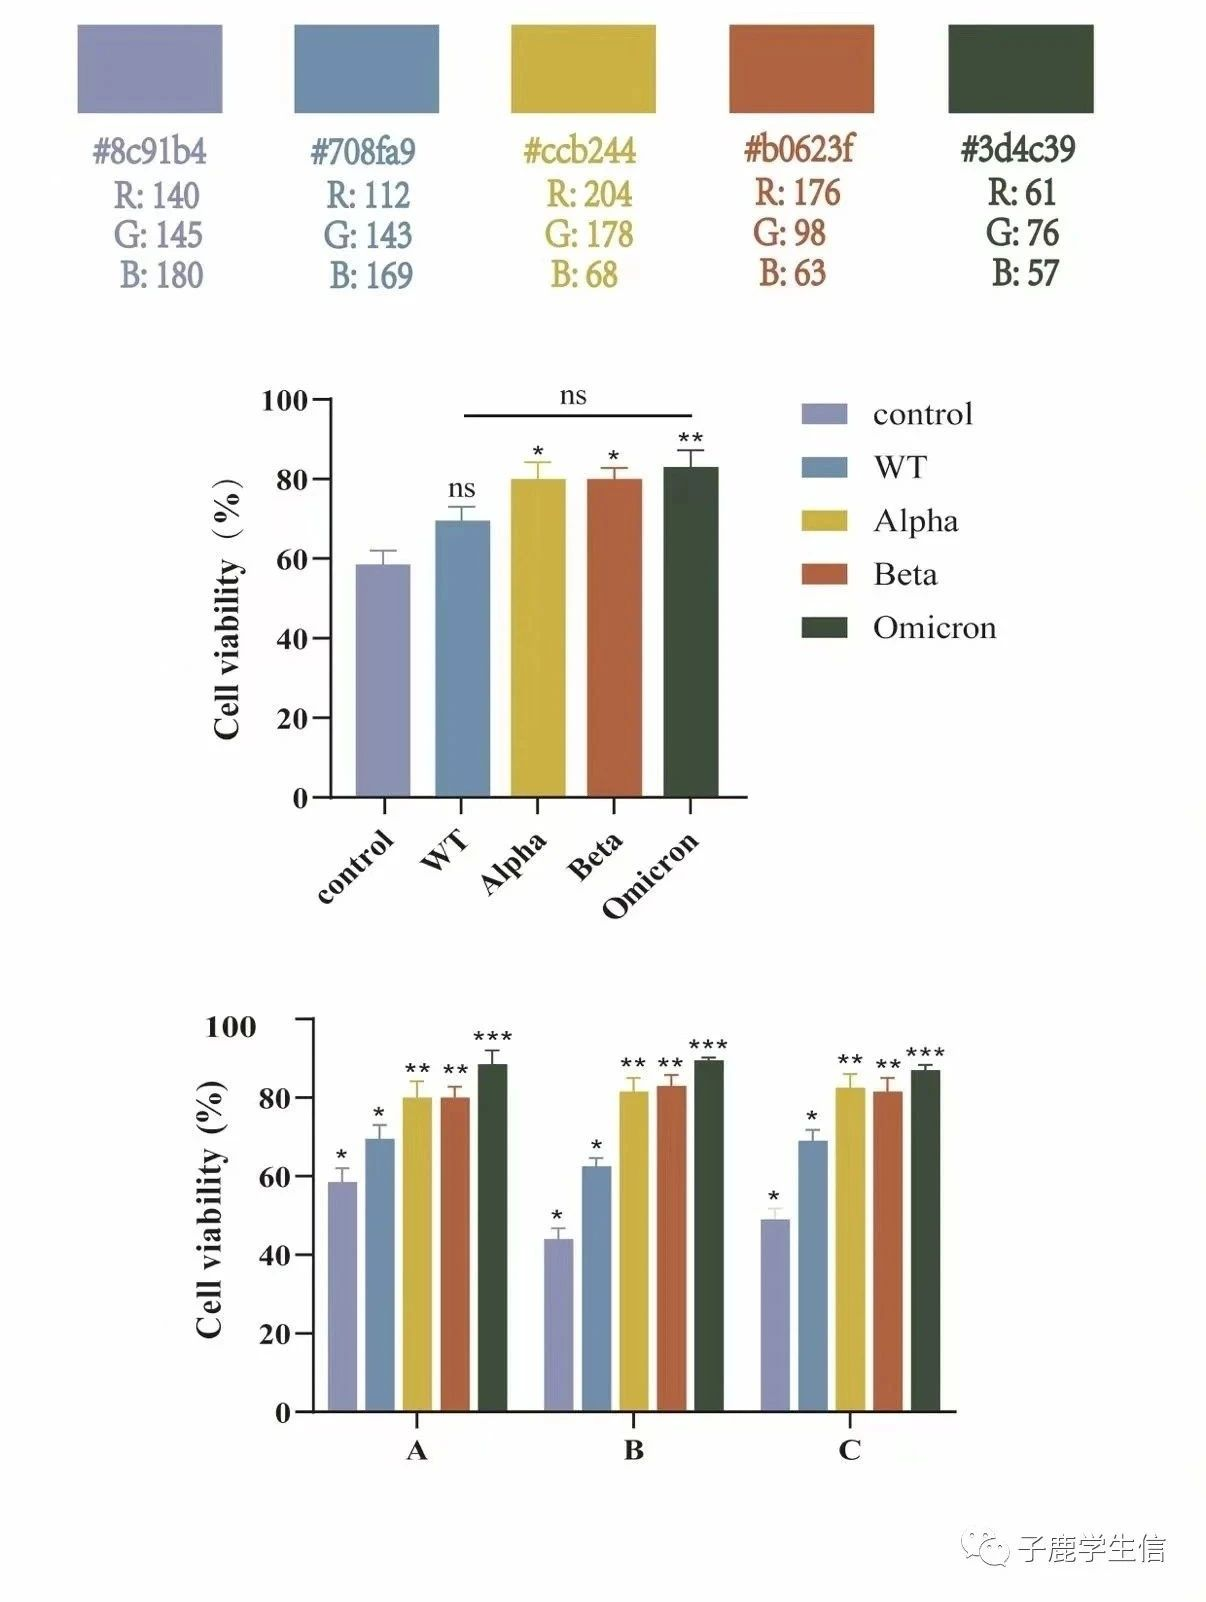 #8c91b4 #708fa9 #ccb244 #b0623f #3d4c39
R: 140 R: 112 R: 204 R: 176 R: 61
G: 145 G: 143 G: 178 G: 98 G: 76
B: 180 B: 169 B: 68 B: 63 B: 57
Cell viability（%）
100
80
60
40
20
0
ns
ns
*
*
**
control
WT
Alpha
Beta
Omicron
control
WT
Alpha
Beta
Omicron
Cell viability (%)
100
80
60
40
20
0
* * ** ** ***
* * ** ** ***
* * ** ** ***
A B C
子鹿学生信